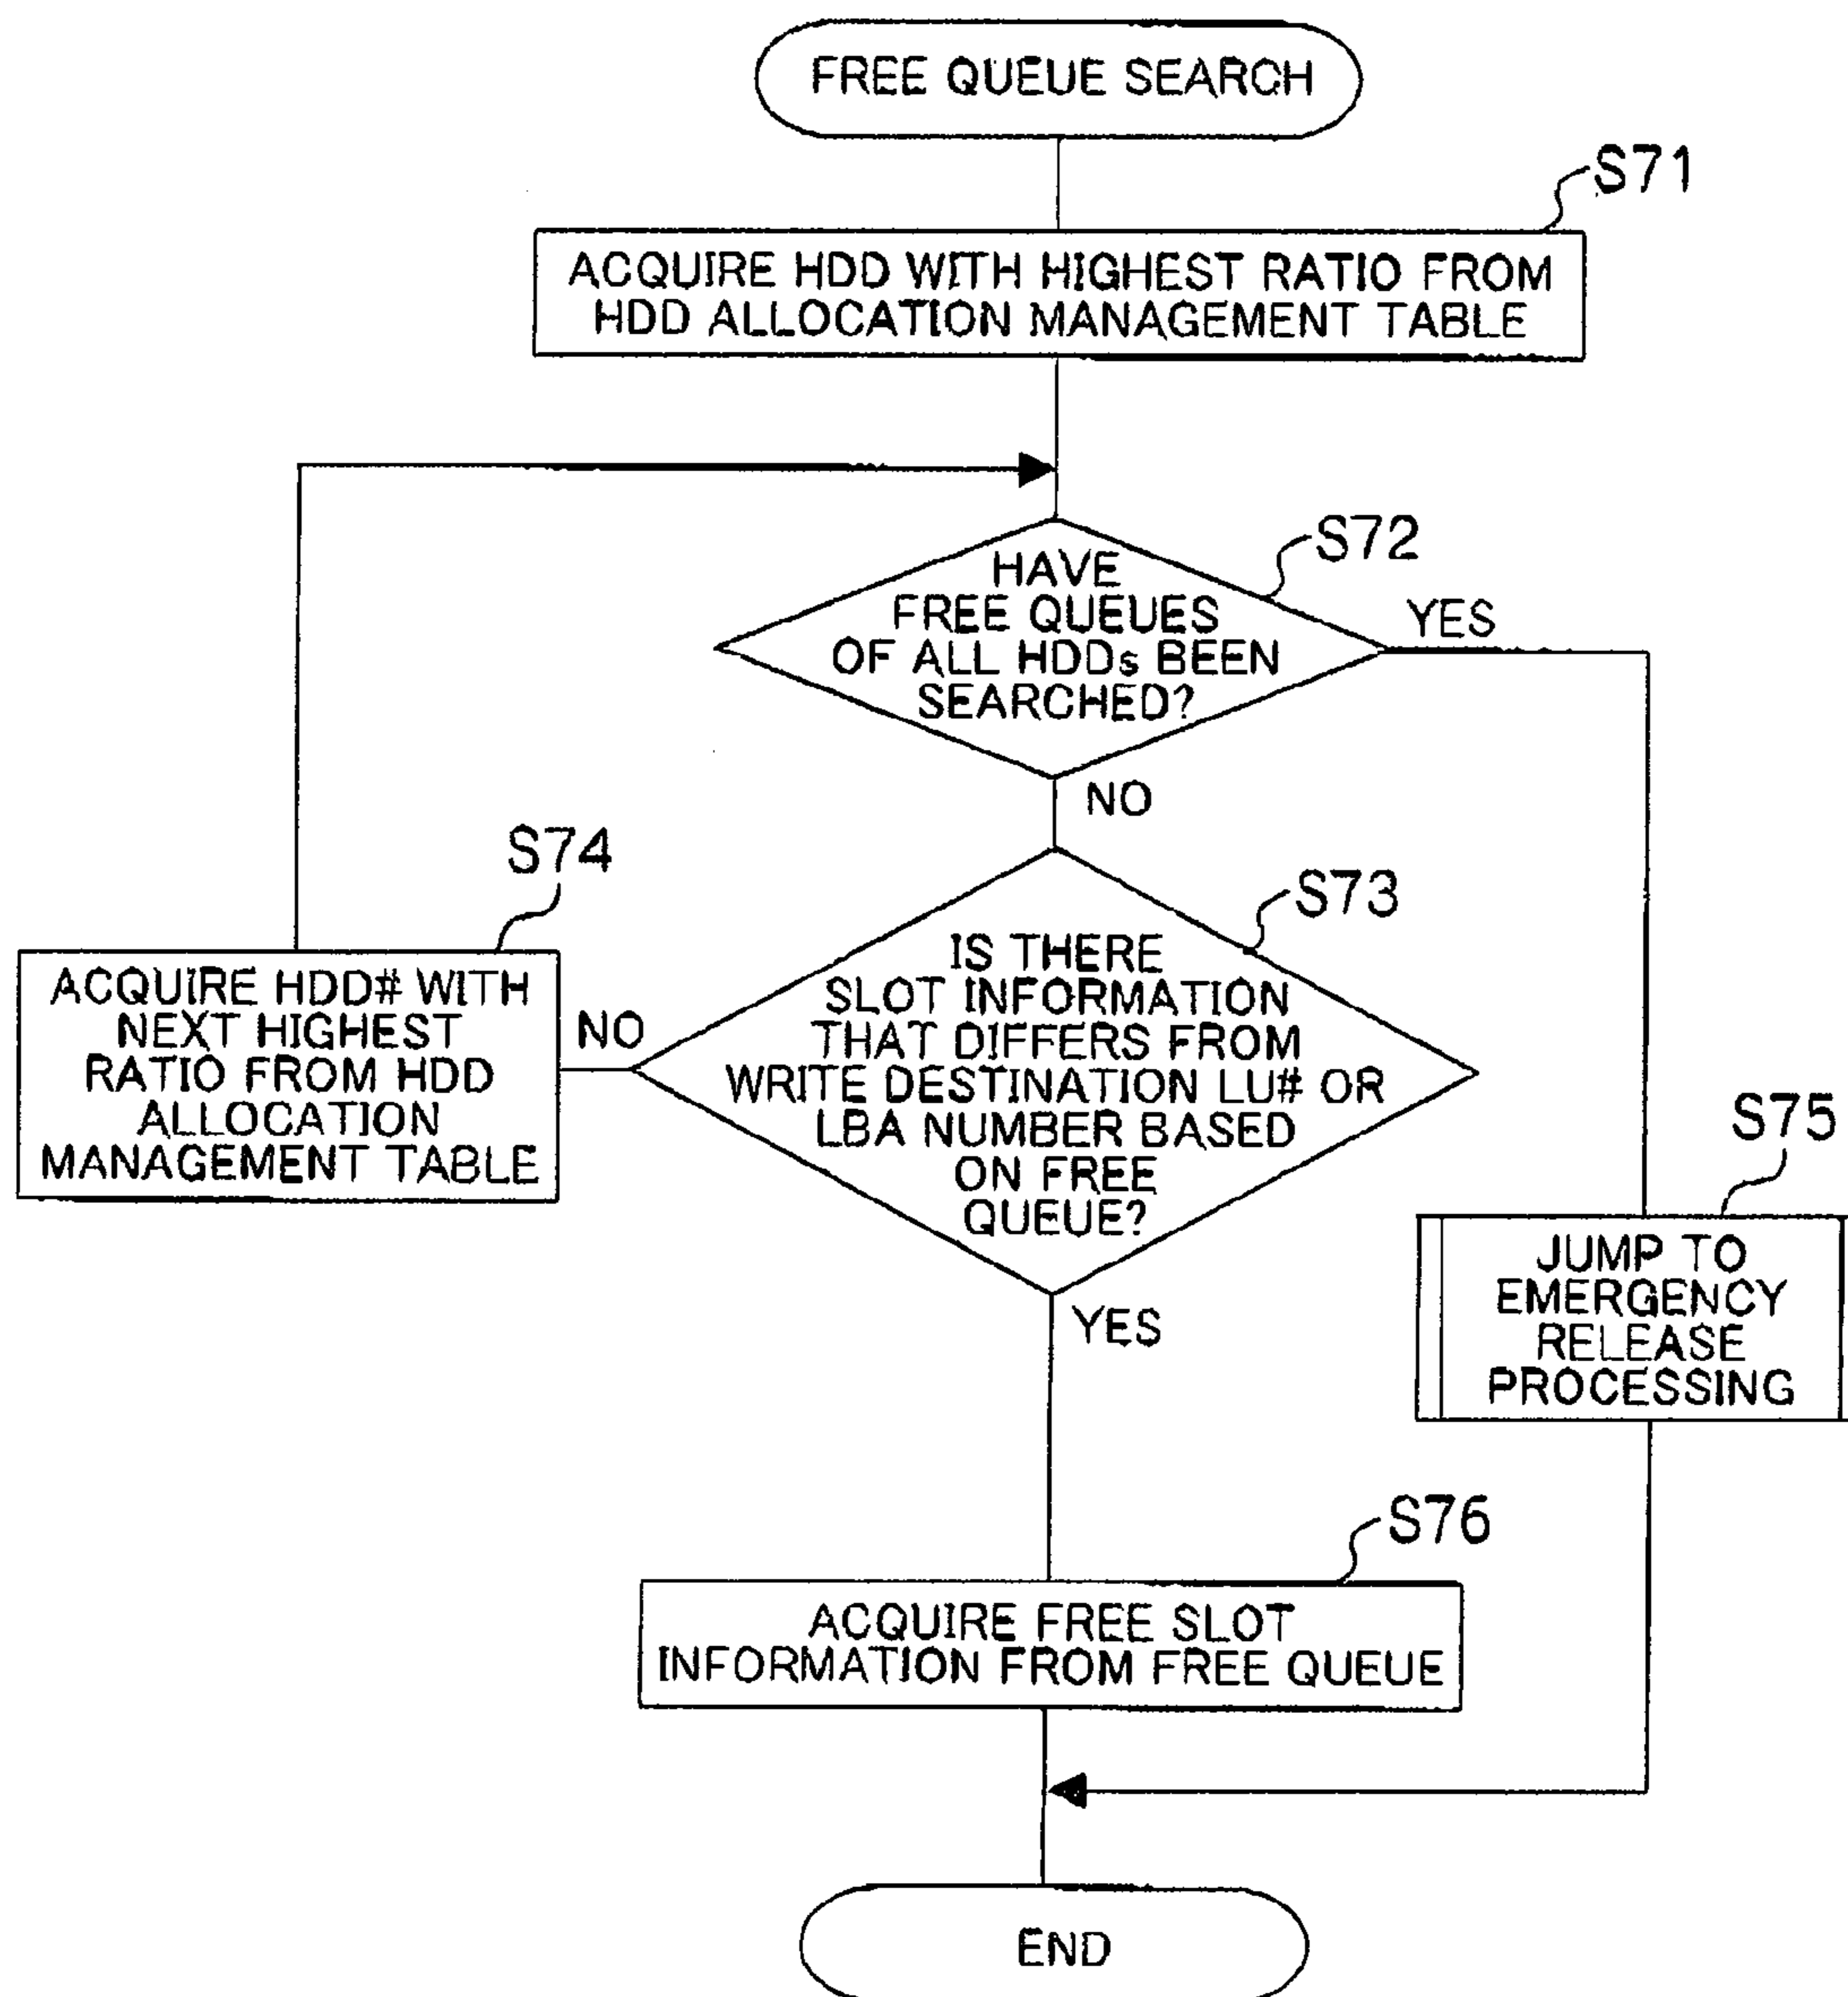 FREE QUEUE SEARCH
S71
ACQUIRE HDD WITH HIGHEST RATIO FROM
HDD ALLOCATION MANAGEMENT TABLE
S72
HAVE
FREE QUEUES
OF ALL HDDs BEEN
SEARCHED?
YES
NO
S74
ACQUIRE HDD# WITH
NEXT HIGHEST
RATIO FROM HDD
ALLOCATION
MANAGEMENT TABLE
NO
S73
IS THERE
SLOT INFORMATION
THAT DIFFERS FROM
WRITE DESTINATION LU# OR
LBA NUMBER BASED
ON FREE
QUEUE?
YES
S75
JUMP TO
EMERGENCY
RELEASE
PROCESSING
S76
ACQUIRE FREE SLOT
INFORMATION FROM FREE QUEUE
END